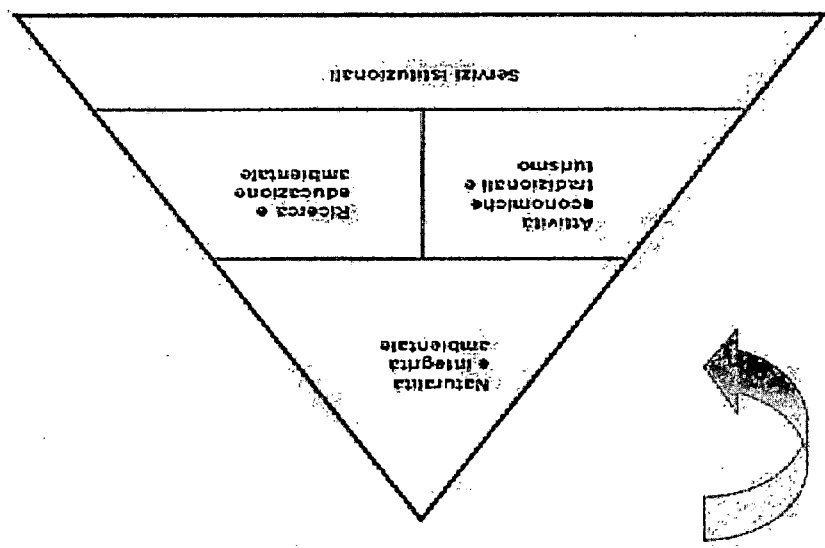 Naturalità
e integrità
ambientale
Attività
economiche
tradizionali e
turismo
Ricerca e
educazione
ambientale
Servizi istituzionali